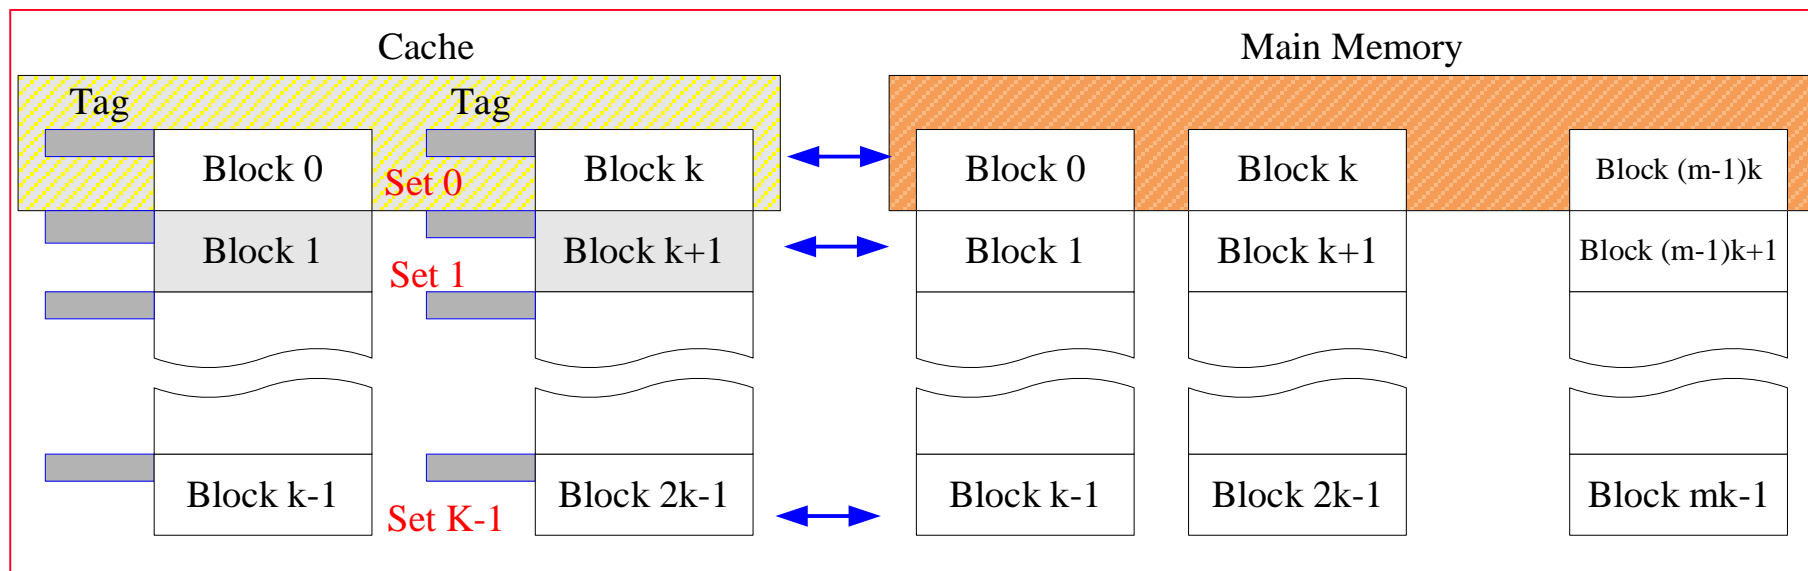 Cache Main Memory
Tag Tag
Block 0 Set 0 Block k Block 0 Block k Block (m-1)k
Block 1 Set 1 Block k+1 Block 1 Block k+1 Block (m-1)k+1
Block k-1 Set K-1 Block 2k-1 Block k-1 Block 2k-1 Block mk-1